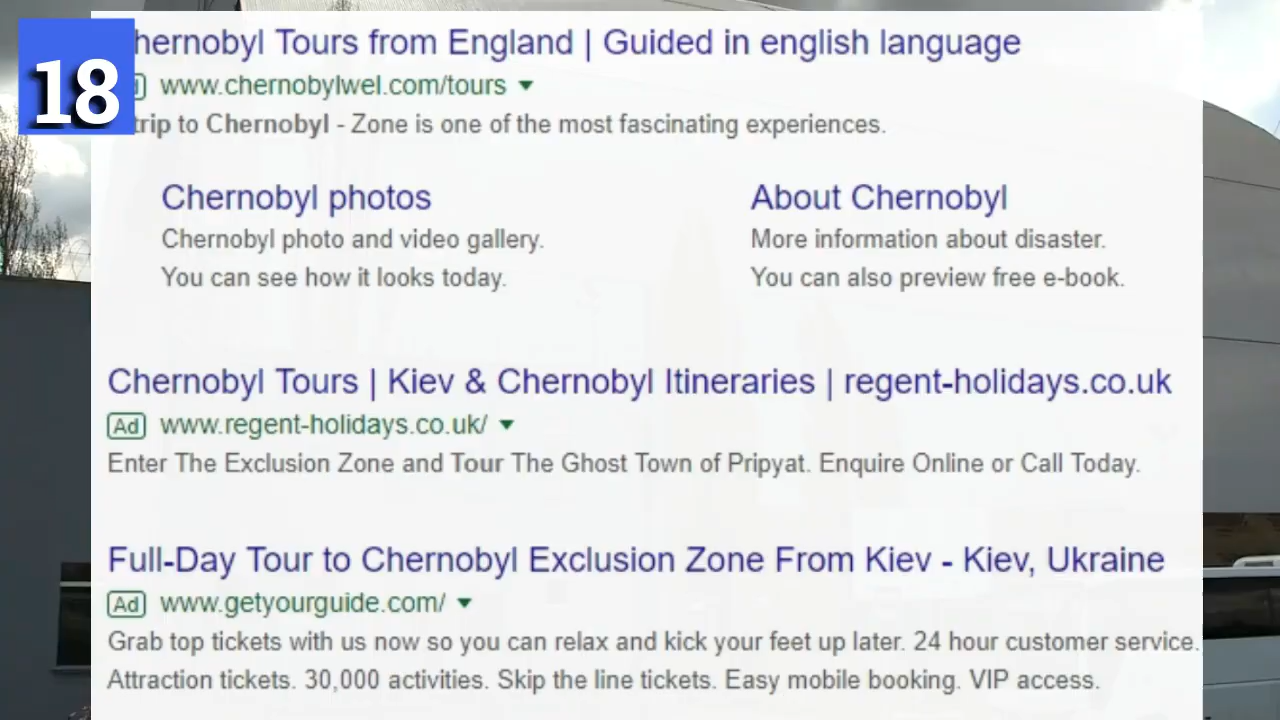 18
hernobyl Tours from England | Guided in english language
www.chernobylwel.com/tours
trip to Chernobyl - Zone is one of the most fascinating experiences.
Chernobyl photos
About Chernobyl
Chernobyl photo and video gallery.
More information about disaster.
You can see how it looks today.
You can also preview free e-book.
Chernobyl Tours | Kiev & Chernobyl Itineraries | regent-holidays.co.uk
Ad www.regent-holidays.co.uk/
Enter The Exclusion Zone and Tour The Ghost Town of Pripyat. Enquire Online or Call Today.
Full-Day Tour to Chernobyl Exclusion Zone From Kiev - Kiev, Ukraine
Ad www.getyourguide.com/
Grab top tickets with us now so you can relax and kick your feet up later. 24 hour customer service.
Attraction tickets. 30,000 activities. Skip the line tickets. Easy mobile booking. VIP access.